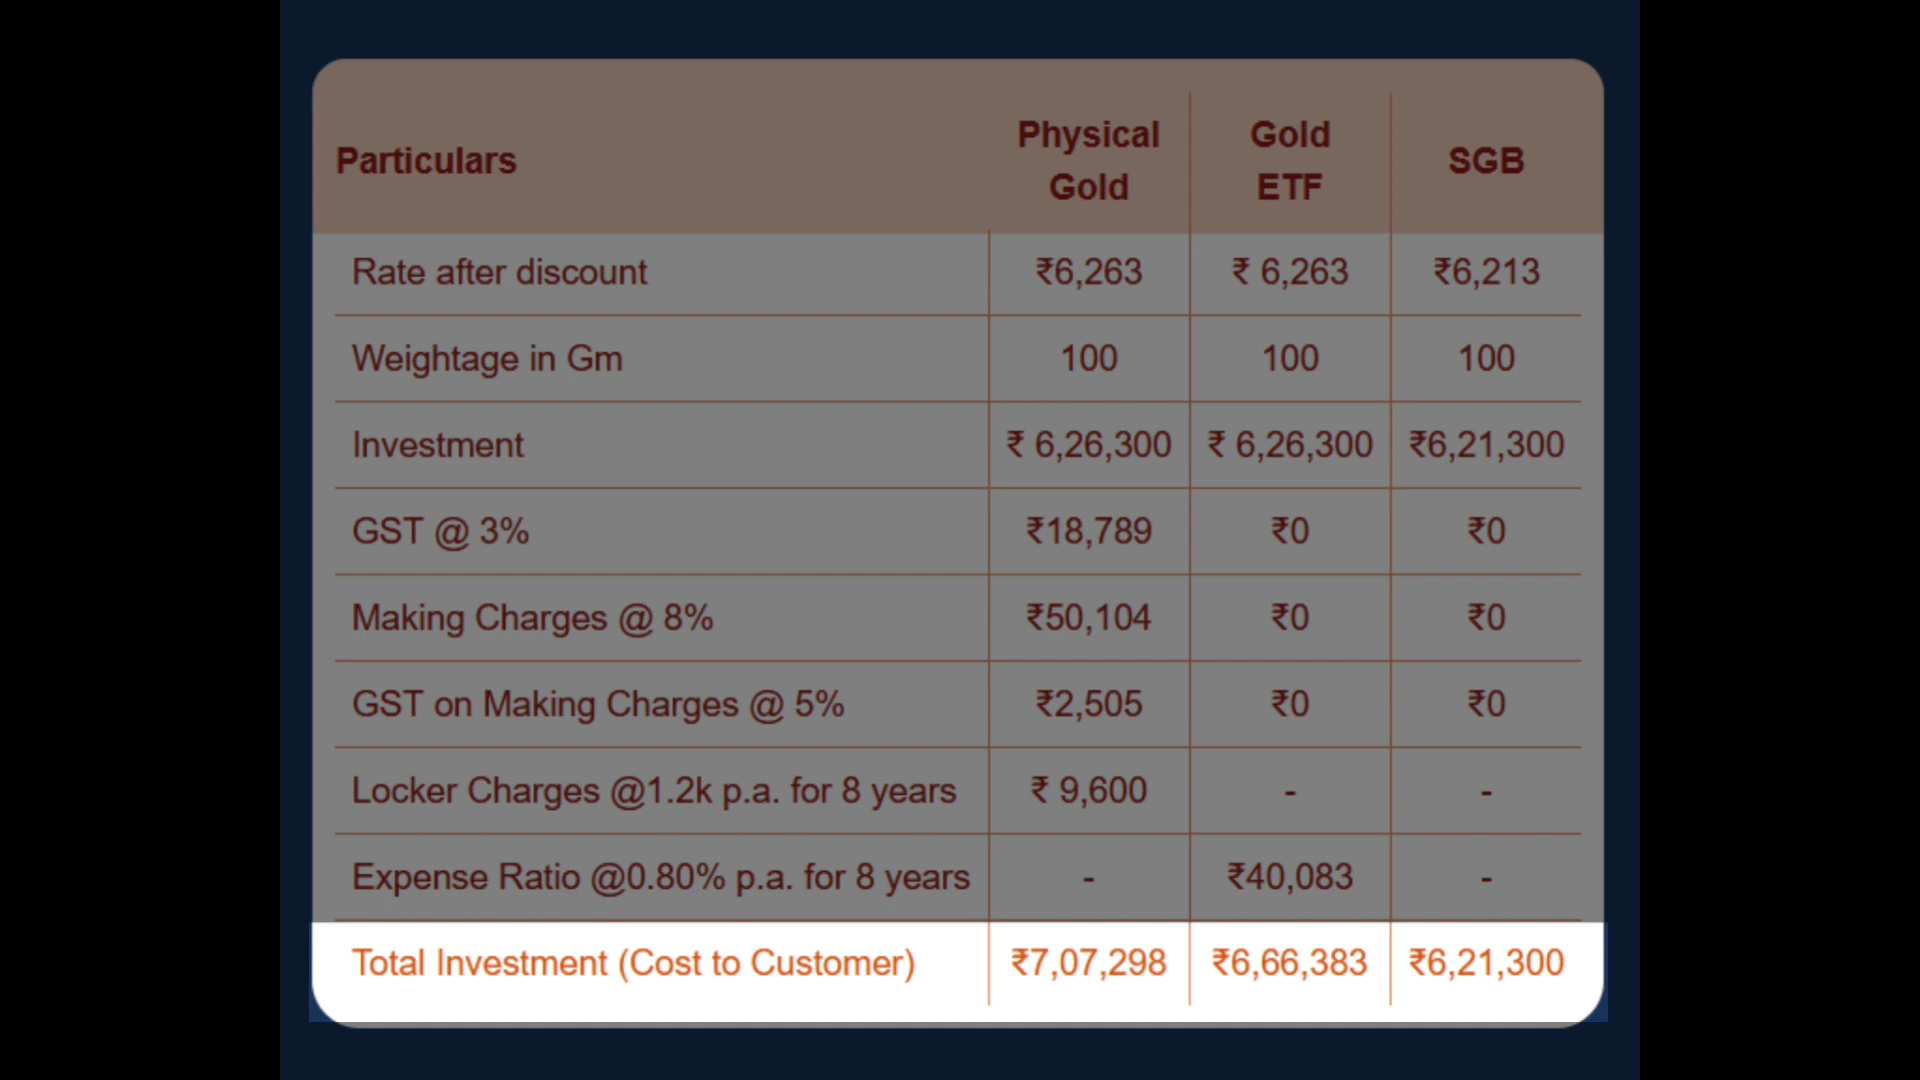 Particulars Physical Gold Gold ETF SGB
Rate after discount ₹6,263 ₹ 6,263 ₹6,213
Weightage in Gm 100 100 100
Investment ₹ 6,26,300 ₹ 6,26,300 ₹6,21,300
GST @ 3% ₹18,789 ₹0 ₹0
Making Charges @ 8% ₹50,104 ₹0 ₹0
GST on Making Charges @ 5% ₹2,505 ₹0 ₹0
Locker Charges @1.2k p.a. for 8 years ₹ 9,600 - -
Expense Ratio @0.80% p.a. for 8 years - ₹40,083 -
Total Investment (Cost to Customer) ₹7,07,298 ₹6,66,383 ₹6,21,300